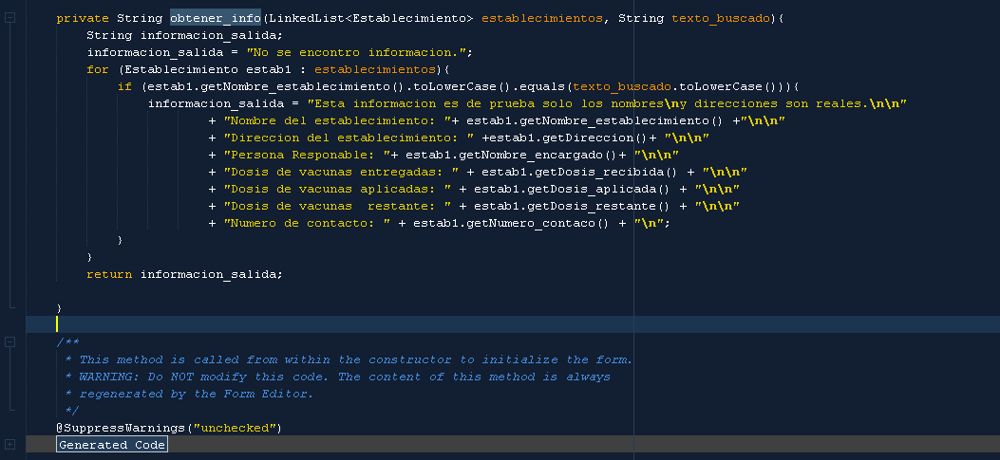 private String obtener_info(LinkedList<Establecimiento> establecimientos, String texto_buscado){
String informacion_salida;
informacion_salida = "No se encontro informacion.";
for (Establecimiento estab1 : establecimientos){
if (estab1.getNombre_establecimiento().toLowerCase().equals(texto_buscado.toLowerCase())){
informacion_salida = "Esta informacion es de prueba solo los nombres\ny direcciones son reales.\n\n"
+ "Nombre del establecimiento: "+ estab1.getNombre_establecimiento() +"\n\n"
+ "Direccion del establecimiento: " +estab1.getDireccion()+ "\n\n"
+ "Persona Responable: "+ estab1.getNombre_encargado()+ "\n\n"
+ "Dosis de vacunas entregadas: " + estab1.getDosis_recibida() + "\n\n"
+ "Dosis de vacunas aplicadas: " + estab1.getDosis_aplicada() + "\n\n"
+ "Dosis de vacunas  restante: " + estab1.getDosis_restante() + "\n\n"
+ "Numero de contacto: " + estab1.getNumero_contaco() + "\n";
}
}
return informacion_salida;
}
/**
* This method is called from within the constructor to initialize the form.
* WARNING: Do NOT modify this code. The content of this method is always
* regenerated by the Form Editor.
*/
@SuppressWarnings("unchecked")
Generated Code